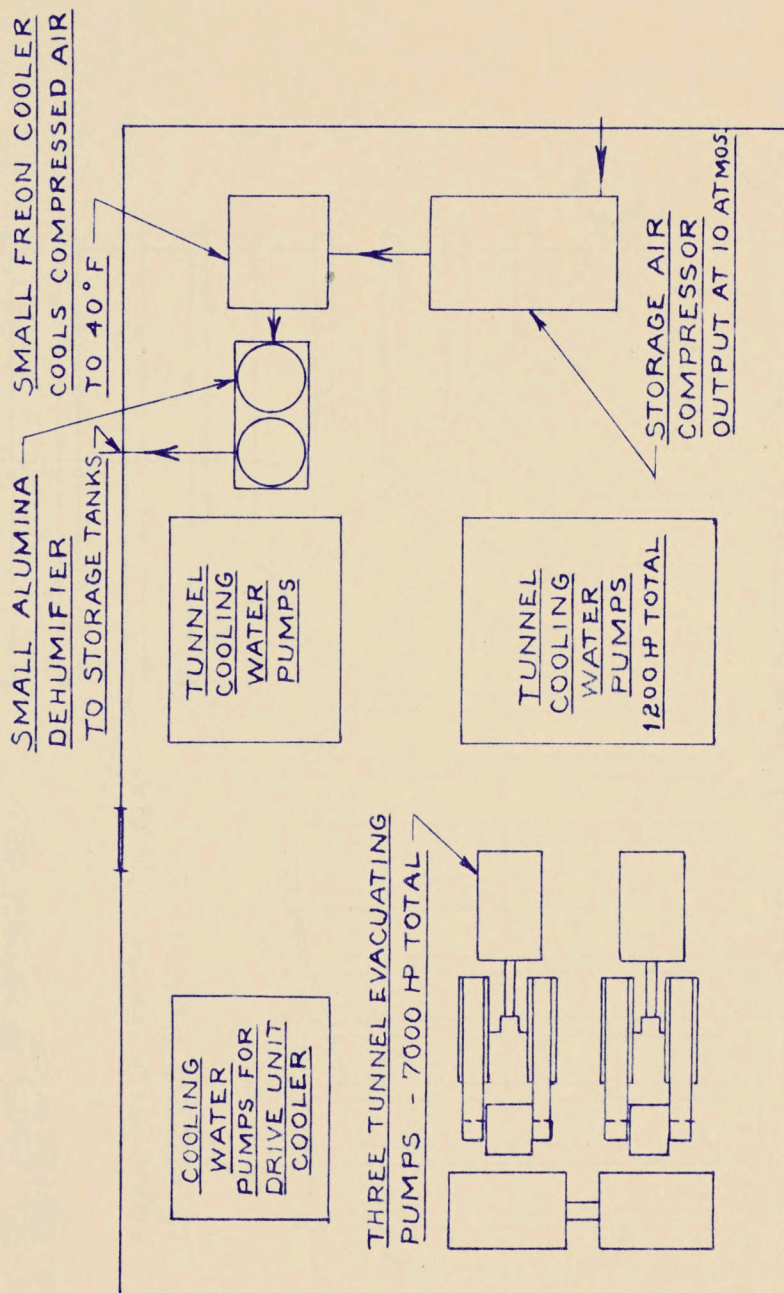 SMALL ALUMINA
DEHUMIFIER
TO STORAGE TANKS
SMALL FREON COOLER
COOLS COMPRESSED AIR
TO 40°F
COOLING
WATER
PUMPS FOR
DRIVE UNIT
COOLER
TUNNEL
COOLING
WATER
PUMPS
THREE TUNNEL EVACUATING
PUMPS - 7000 HP TOTAL
TUNNEL
COOLING
WATER
PUMPS
1200 HP TOTAL
STORAGE AIR
COMPRESSOR
OUTPUT AT 10 ATMOS.